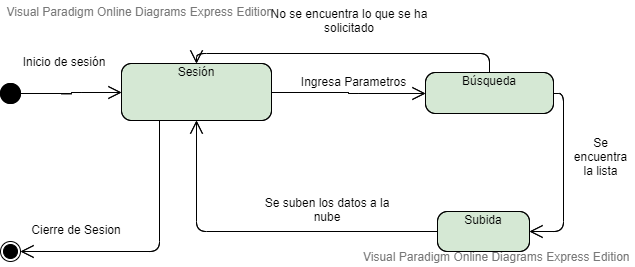 Visual Paradigm Online Diagrams Express Edition
No se encuentra lo que se ha
solicitado
Inicio de sesión
Sesión
Ingresa Parametros
Búsqueda
Se
encuentra
la lista
Se suben los datos a la
nube
Subida
Cierre de Sesion
Visual Paradigm Online Diagrams Express Edition